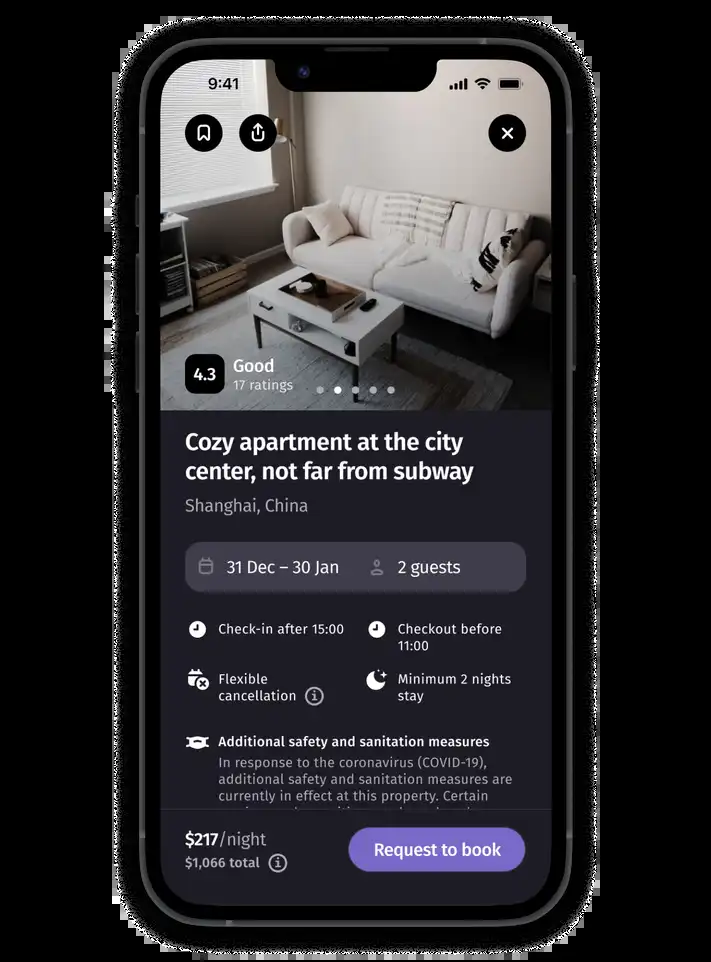 9:41
4.3
Good
17 ratings
Cozy apartment at the city
center, not far from subway
Shanghai, China
31 Dec – 30 Jan
2 guests
Check-in after 15:00
Checkout before
11:00
Flexible
cancellation
Minimum 2 nights
stay
Additional safety and sanitation measures
In response to the coronavirus (COVID-19),
additional safety and sanitation measures are
currently in effect at this property. Certain
$217/night
$1,066 total
Request to book